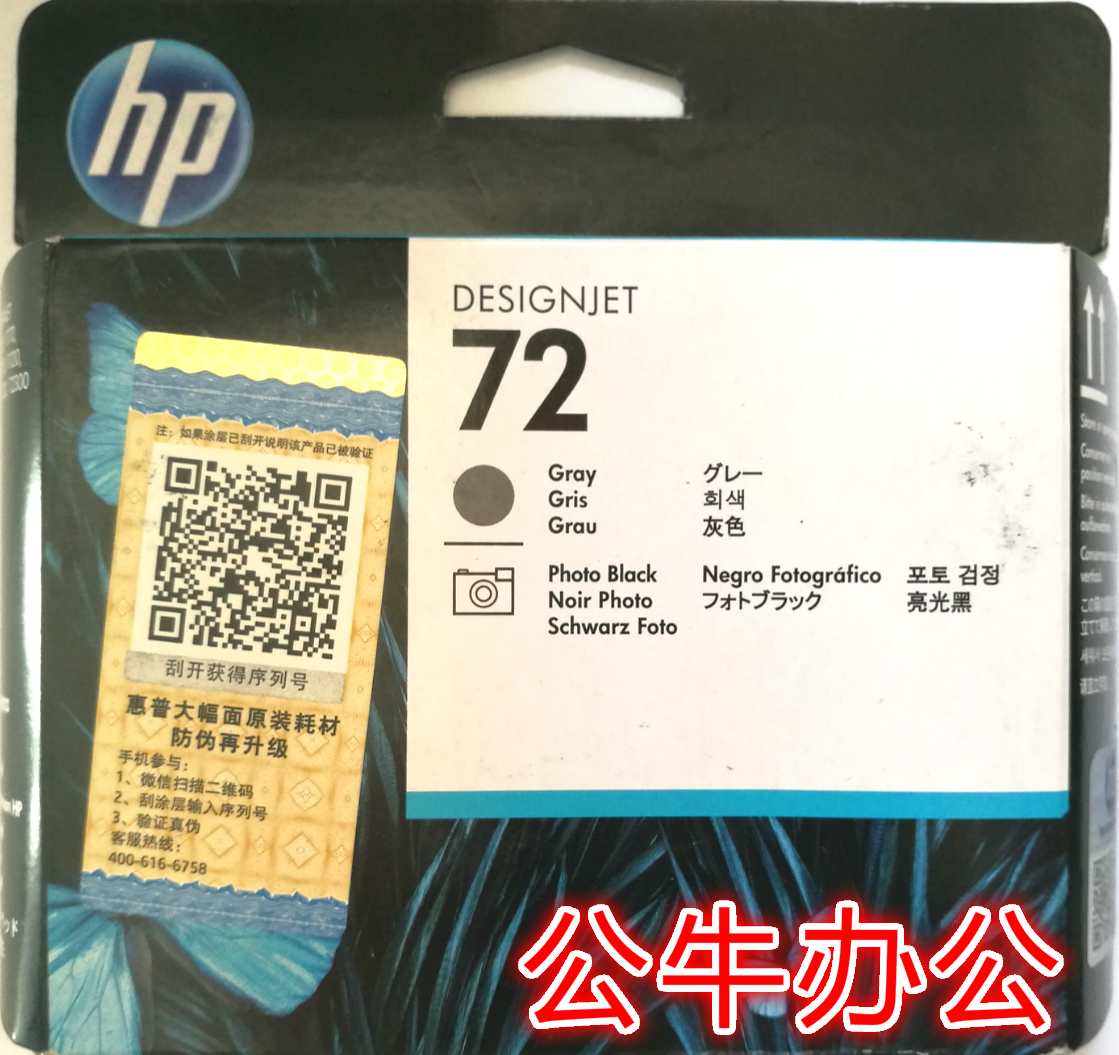 hp
DESIGNJET
72
Gray
Gris
Grau
グレー
회색
灰色
Photo Black
Noir Photo
Schwarz Foto
Negro Fotográfico
フォトブラック
포토 검정
亮光黑
注：如果涂层已刮开说明该产品已被验证
刮开获得序列号
惠普大幅面原装耗材
防伪再升级
手机参与：
1、微信扫描二维码
2、刮涂层输入序列号
3、验证真伪
客服热线：
400-616-6758
公牛办公